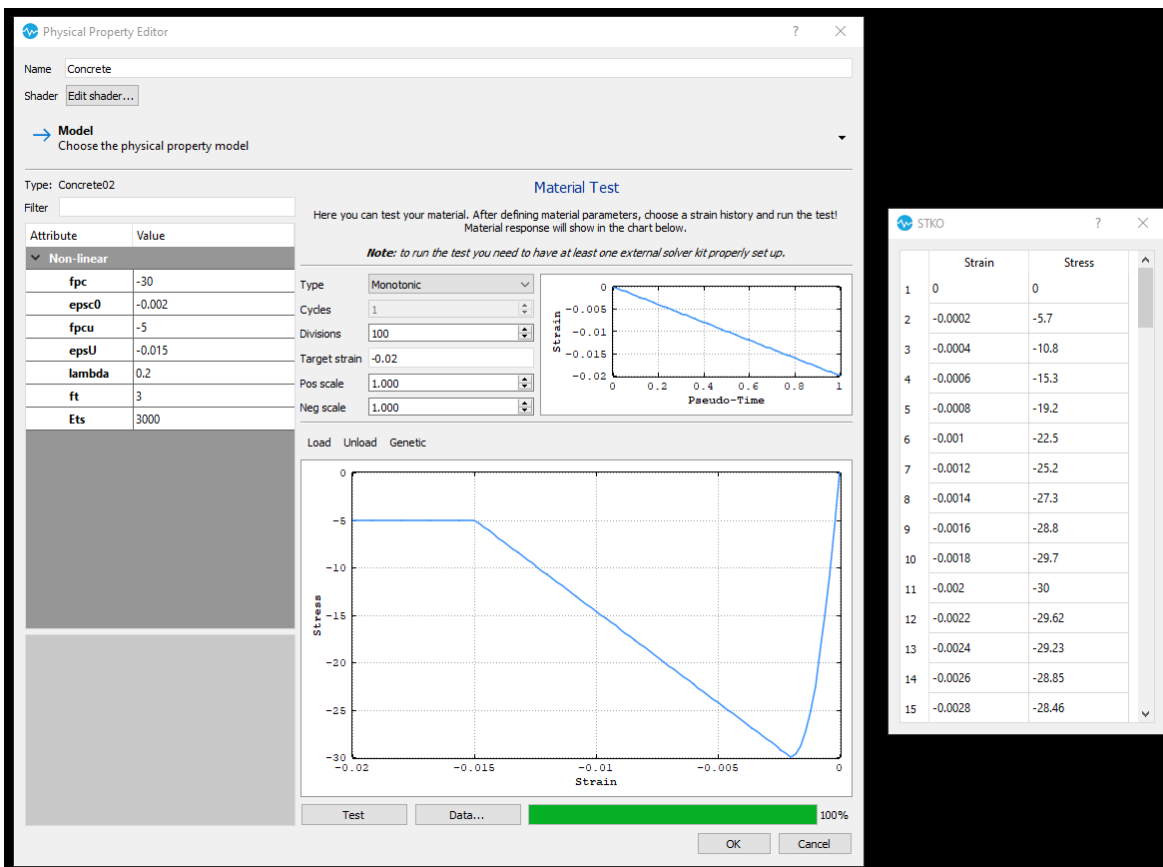 Physical Property Editor ?
Name Concrete
Shader Edit shader...
Model
Choose the physical property model
Type: Concrete02
Filter
Attribute Value
Non-linear
fpc -30
epsc0 -0.002
fpcu -5
epsU -0.015
lambda 0.2
ft 3
Ets 3000
Material Test
Here you can test your material. After defining material parameters, choose a strain history and run the test!
Material response will show in the chart below.
Note: to run the test you need to have at least one external solver kit properly set up.
Type Monotonic
Cycles 1
Divisions 100
Target strain -0.02
Pos scale 1.000
Neg scale 1.000
0
-0.005
-0.01
-0.015
-0.02
Strain
0 0.2 0.4 0.6 0.8 1
Pseudo-Time
Load Unload Genetic
0
-5
-10
-15
-20
-25
-30
Stress
-0.02 -0.015 -0.01 -0.005 0
Strain
Test Data... 100%
OK Cancel
STKO ?
Strain Stress
1 0 0
2 -0.0002 -5.7
3 -0.0004 -10.8
4 -0.0006 -15.3
5 -0.0008 -19.2
6 -0.001 -22.5
7 -0.0012 -25.2
8 -0.0014 -27.3
9 -0.0016 -28.8
10 -0.0018 -29.7
11 -0.002 -30
12 -0.0022 -29.62
13 -0.0024 -29.23
14 -0.0026 -28.85
15 -0.0028 -28.46